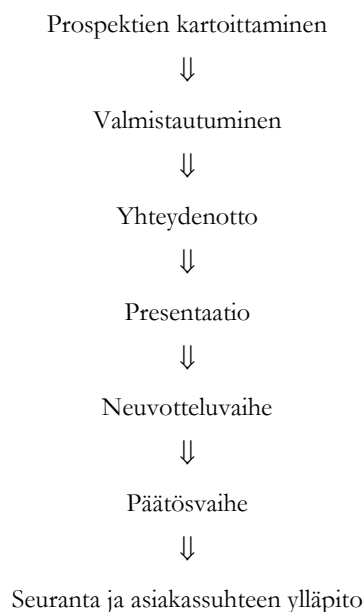 Prospektien kartoittaminen
⇓
Valmistautuminen
⇓
Yhteydenotto
⇓
Presentaatio
⇓
Neuvotteluvaihe
⇓
Päätösvaihe
⇓
Seuranta ja asiakassuhteen ylläpito